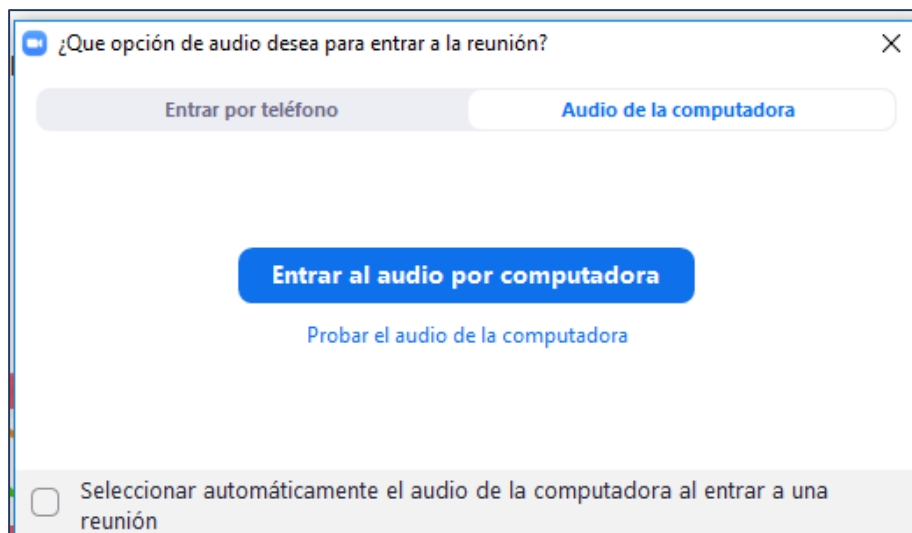 ¿Que opción de audio desea para entrar a la reunión?
Entrar por teléfono
Audio de la computadora
Entrar al audio por computadora
Probar el audio de la computadora
Seleccionar automáticamente el audio de la computadora al entrar a una
reunión